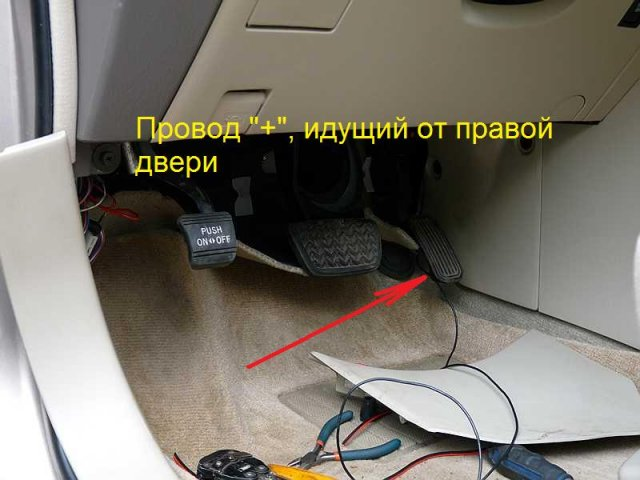 Провод "+", идущий от правой
двери
PUSH
ON OFF